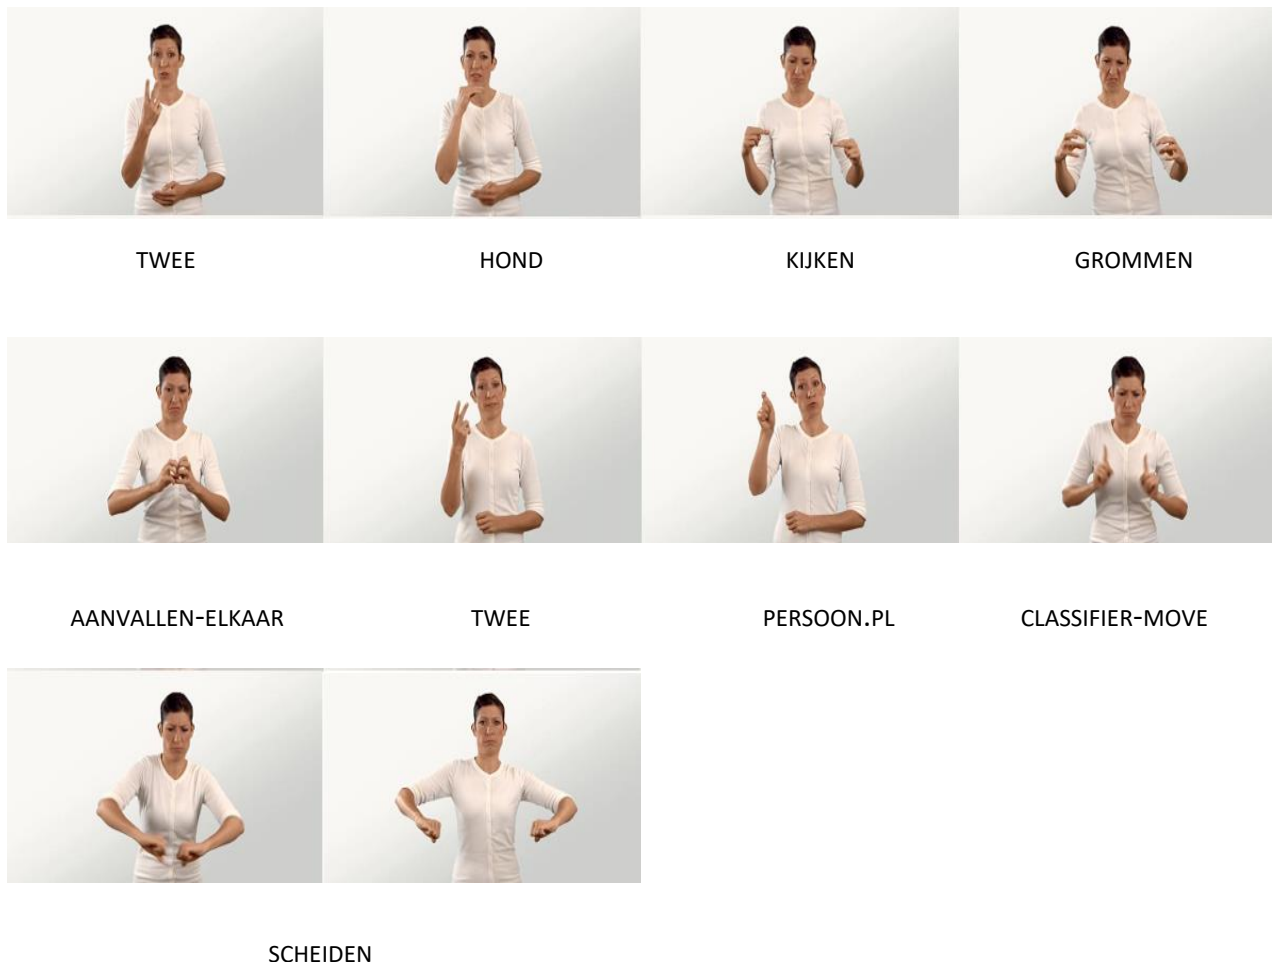 TWEE HOND KIJKEN GROMMEN
AANVALLEN-ELKAAR TWEE PERSOON.PL CLASSIFIER-MOVE
SCHEIDEN